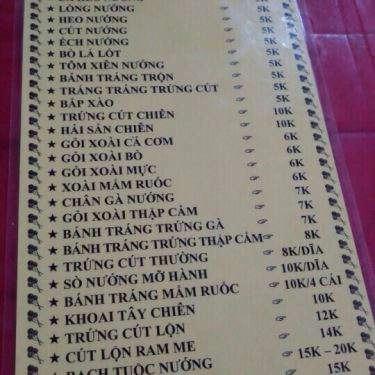 ★ LÒNG NƯỚNG ☞ 5K
★ HEO NƯỚNG ☞ 5K
★ CÚT NƯỚNG ☞ 5K
★ ẾCH NƯỚNG ☞ 5K
★ BÒ LÁ LỐT ☞ 5K
★ TÔM XIÊN NƯỚNG ☞ 5K
★ BÁNH TRÁNG TRỘN ☞ 5K
★ TRÁNG TRÁNG TRỨNG CÚT ☞ 5K
★ BẮP XÀO ☞ 5K
★ TRỨNG CÚT CHIÊN ☞ 10K
★ HẢI SẢN CHIÊN ☞ 10K
★ GỎI XOÀI CÁ CƠM ☞ 6K
★ GỎI XOÀI BÒ ☞ 6K
★ GỎI XOÀI MỰC ☞ 6K
★ XOÀI MẮM RUỐC ☞ 6K
★ CHÂN GÀ NƯỚNG ☞ 7K
★ GỎI XOÀI THẬP CẨM ☞ 7K
★ BÁNH TRÁNG TRỨNG GÀ ☞ 7K
★ BÁNH TRÁNG TRỨNG THẬP CẨM ☞ 8K
★ TRỨNG CÚT THƯỜNG ☞ 8K/DĨA
★ SÒ NƯỚNG MỠ HÀNH ☞ 10K/DĨA
★ BÁNH TRÁNG MẮM RUỐC ☞ 10K/4 CÁI
★ KHOAI TÂY CHIÊN ☞ 10K
★ TRỨNG CÚT LỘN ☞ 12K
★ CÚT LỘN RAM ME ☞ 14K
★ BẠCH TUỘC NƯỚNG ☞ 15K – 20K
☞ 15K